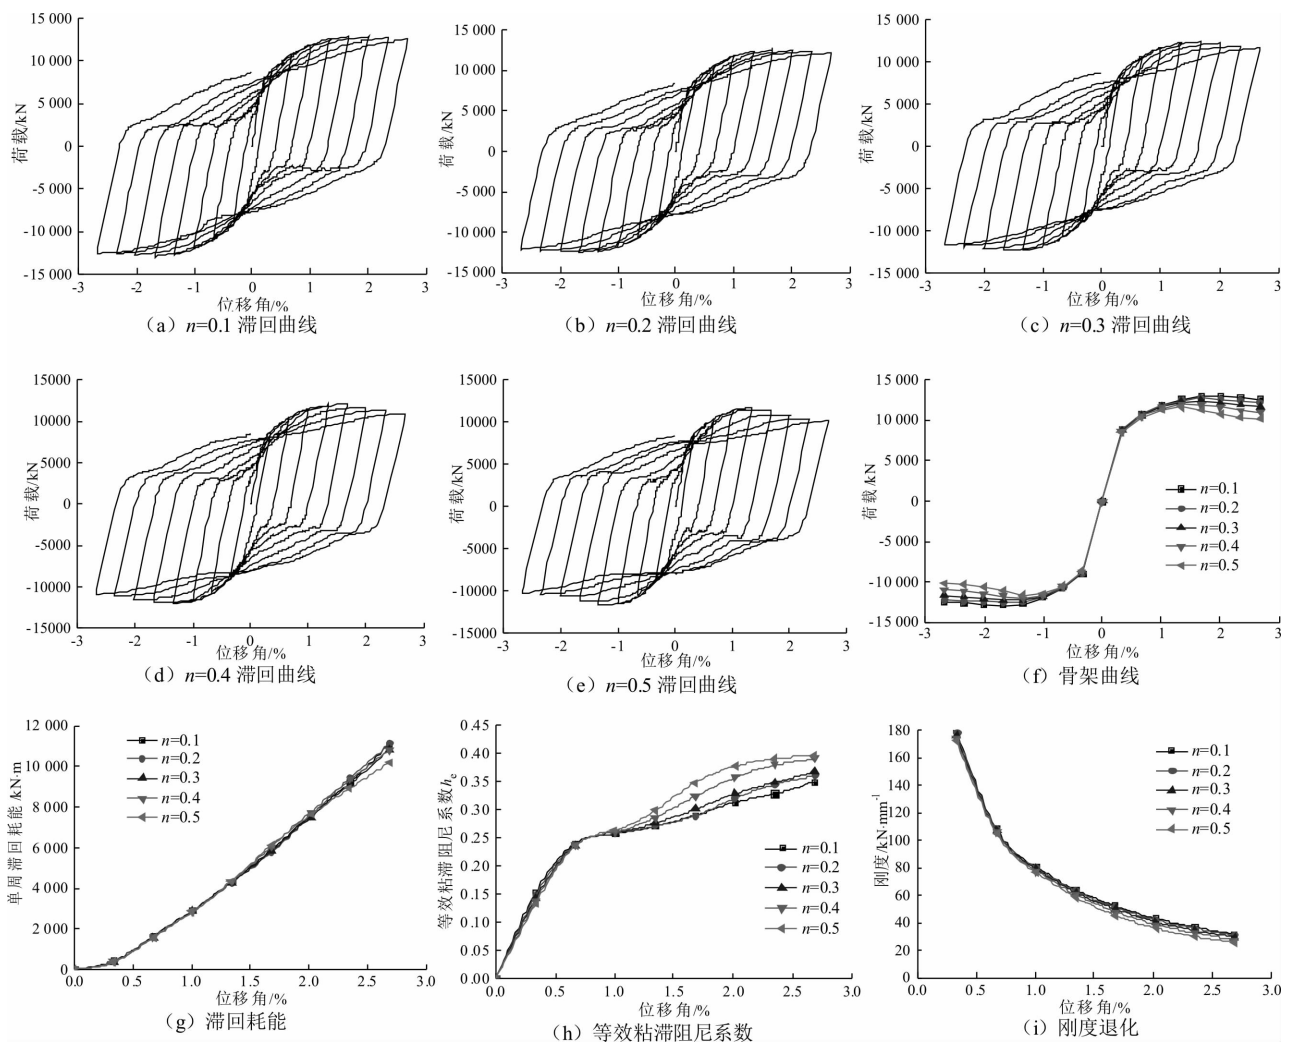 15 000
10 000
5 000
0
-5 000
-10 000
-15 000
荷载/kN
-3 -2 -1 0 1 2 3
位移角/%
（a）n=0.1 滞回曲线
15 000
10 000
5 000
0
-5 000
-10 000
-15 000
荷载/kN
-3 -2 -1 0 1 2 3
位移角/%
（b）n=0.2 滞回曲线
15 000
10 000
5 000
0
-5 000
-10 000
-15 000
荷载/kN
-3 -2 -1 0 1 2 3
位移角/%
（c）n=0.3 滞回曲线
15000
10000
5000
0
-5000
-10000
-15000
荷载/kN
-3 -2 -1 0 1 2 3
位移角/%
（d）n=0.4 滞回曲线
15000
10000
5000
0
-5000
-10000
-15000
荷载/kN
-3 -2 -1 0 1 2 3
位移角/%
（e）n=0.5 滞回曲线
15 000
10 000
5 000
0
-5 000
-10 000
-15 000
荷载/kN
n=0.1
n=0.2
n=0.3
n=0.4
n=0.5
-3 -2 -1 0 1 2 3
位移角/%
（f）骨架曲线
12 000
10 000
8 000
6 000
4 000
2 000
0
单周滞回耗能/kN·m
n=0.1
n=0.2
n=0.3
n=0.4
n=0.5
0.0 0.5 1.0 1.5 2.0 2.5 3.0
位移角/%
（g）滞回耗能
0.45
0.40
0.35
0.30
0.25
0.20
0.15
0.10
0.05
0.00
等效粘滞阻尼系数he
n=0.1
n=0.2
n=0.3
n=0.4
n=0.5
0.0 0.5 1.0 1.5 2.0 2.5 3.0
位移角/%
（h）等效粘滞阻尼系数
180
160
140
120
100
80
60
40
20
0
刚度/kN·mm-1
n=0.1
n=0.2
n=0.3
n=0.4
n=0.5
0.0 0.5 1.0 1.5 2.0 2.5 3.0
位移角/%
（i）刚度退化